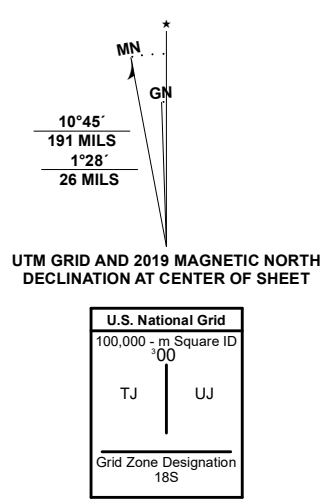 ★
MN
GN
10°45´
191 MILS
1°28´
26 MILS
UTM GRID AND 2019 MAGNETIC NORTH
DECLINATION AT CENTER OF SHEET
U.S. National Grid
100,000 - m Square ID
³00
TJ UJ
Grid Zone Designation
18S